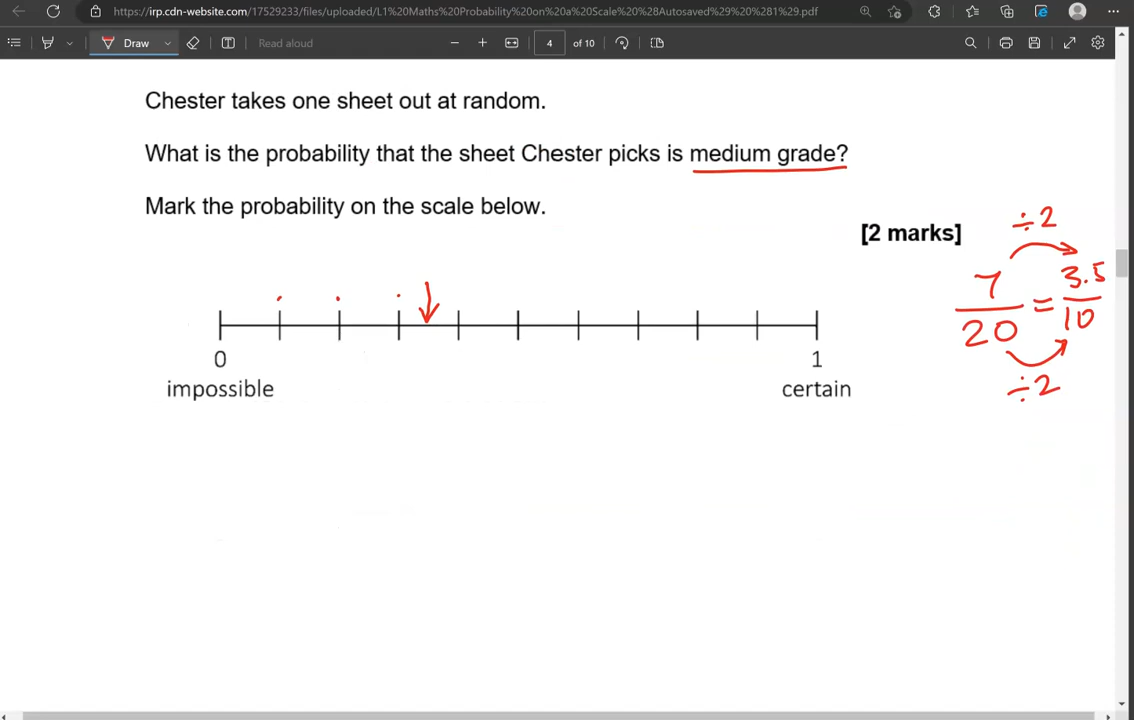 https://irp.cdn-website.com/17529233/files/uploaded/L1%20Maths%20Probability%20on%20a%20Scale%20%28Autosaved%29%20%281%29.pdf
Draw
Read aloud
4
of 10
Chester takes one sheet out at random.
What is the probability that the sheet Chester picks is medium grade?
Mark the probability on the scale below.
[2 marks]
÷2
7/20 = 3.5/10
÷2
0
1
impossible
certain